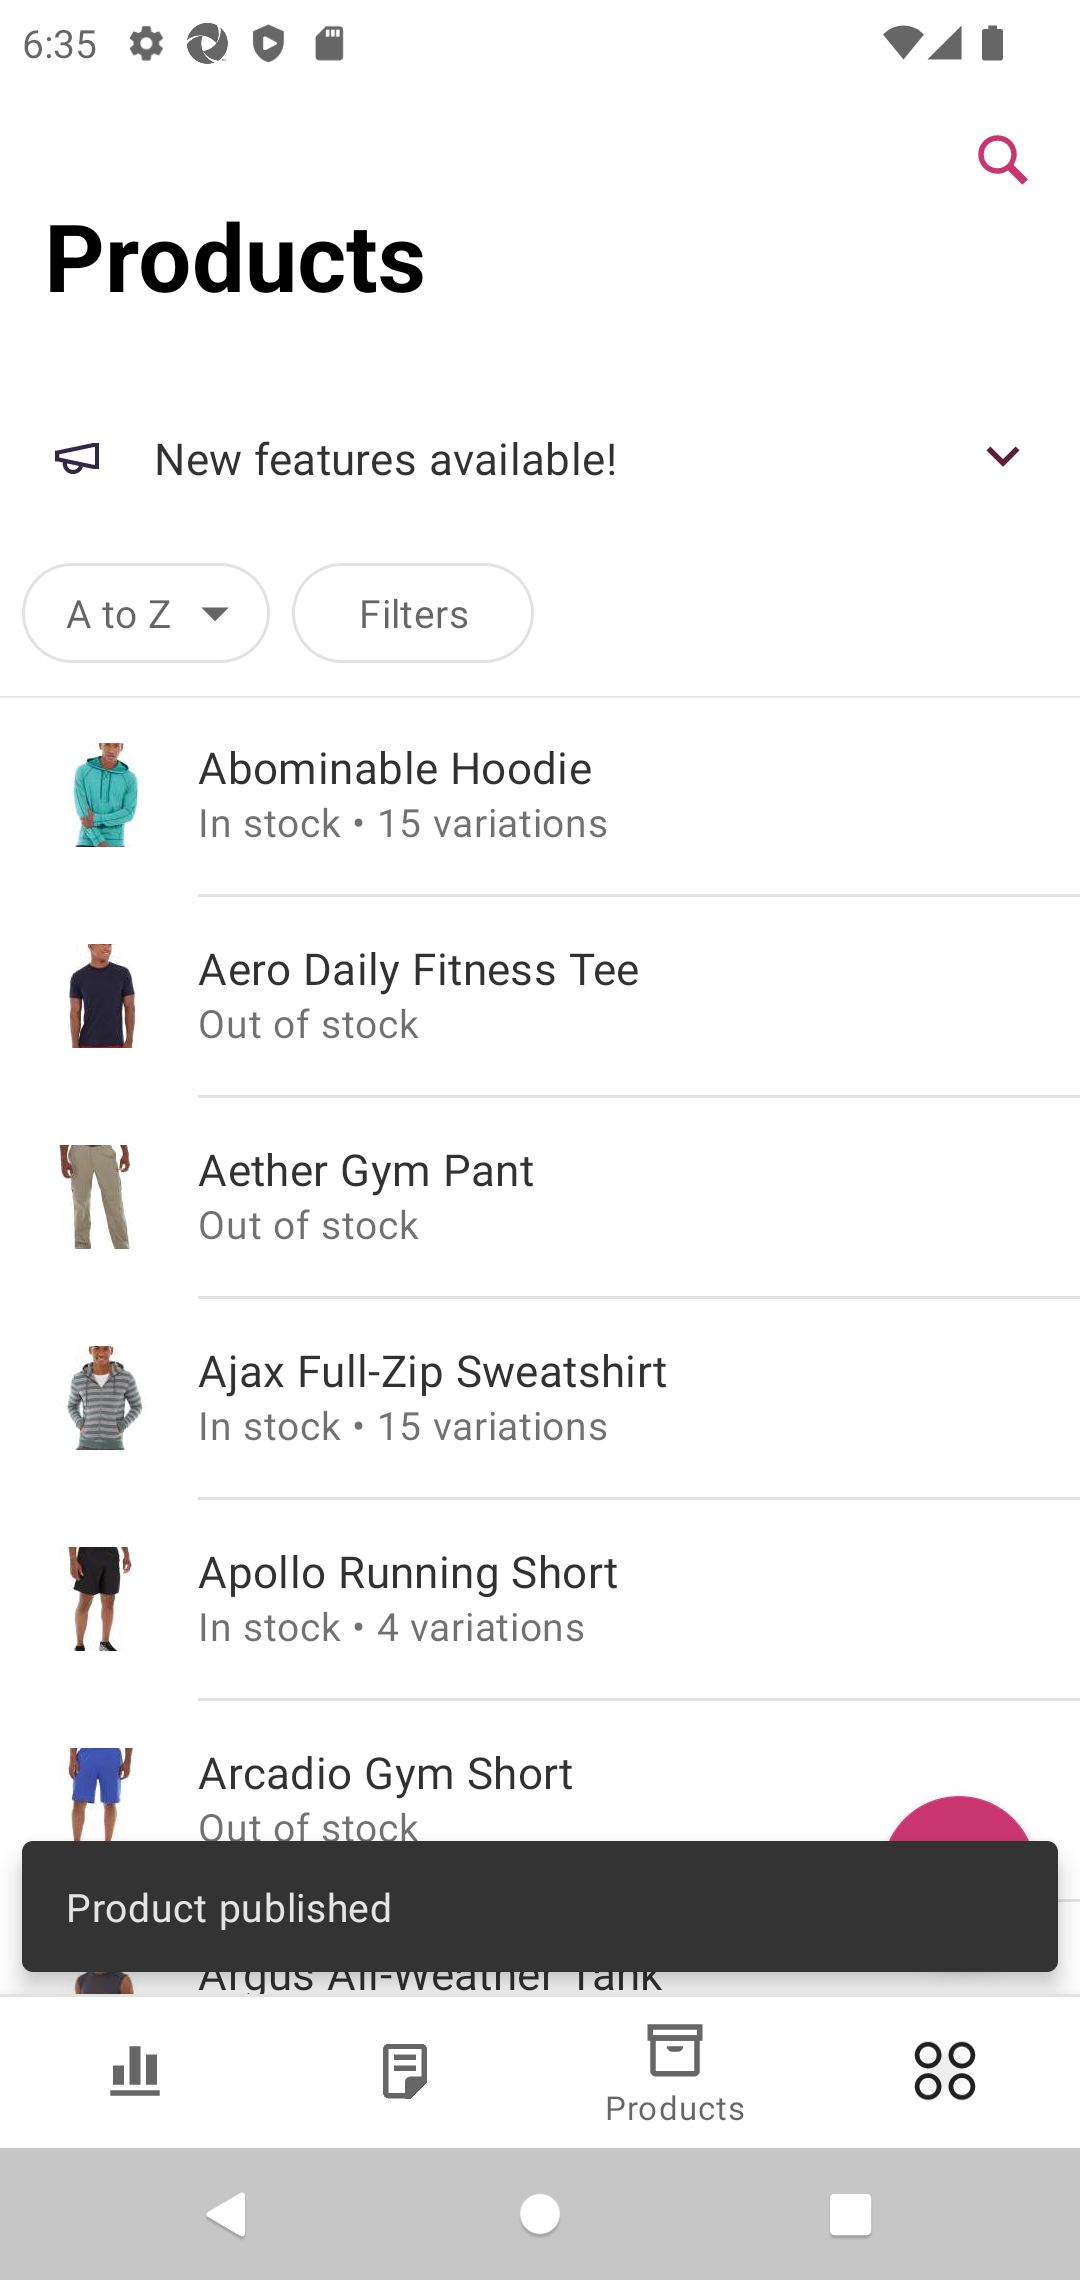 6:35
Products
New features available!
A to Z
Filters
Abominable Hoodie
In stock • 15 variations
Aero Daily Fitness Tee
Out of stock
Aether Gym Pant
Out of stock
Ajax Full-Zip Sweatshirt
In stock • 15 variations
Apollo Running Short
In stock • 4 variations
Arcadio Gym Short
Out of stock
Product published
Argus All-Weather Tank
Products